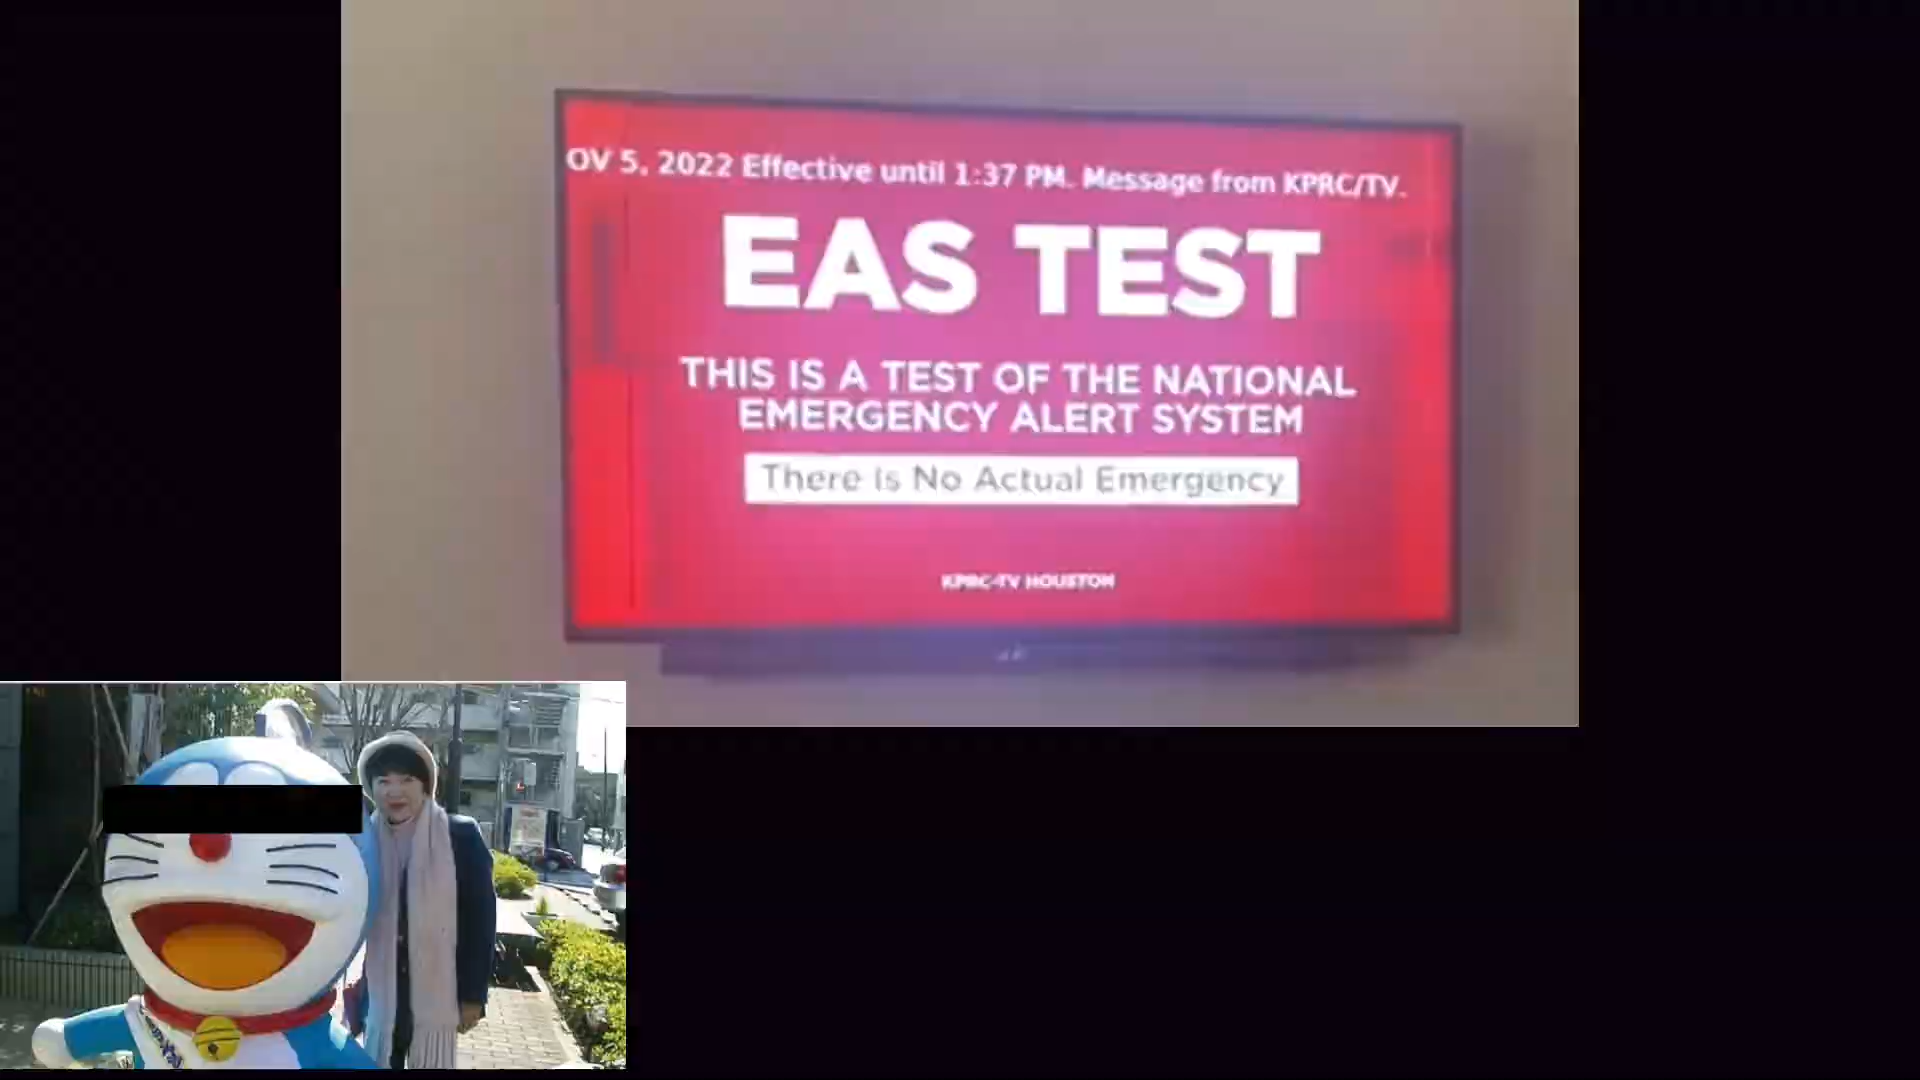 OV 5, 2022 Effective until 1:37 PM. Message from KPRC/TV.
EAS TEST
THIS IS A TEST OF THE NATIONAL
EMERGENCY ALERT SYSTEM
There Is No Actual Emergency
KPRC-TV HOUSTON